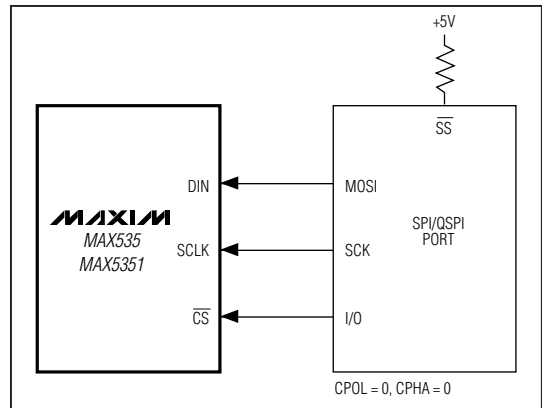 +5V
SS
DIN
MOSI
MAXIM
MAX535
MAX5351
SPI/QSPI
PORT
SCLK
SCK
CS
I/O
CPOL = 0, CPHA = 0